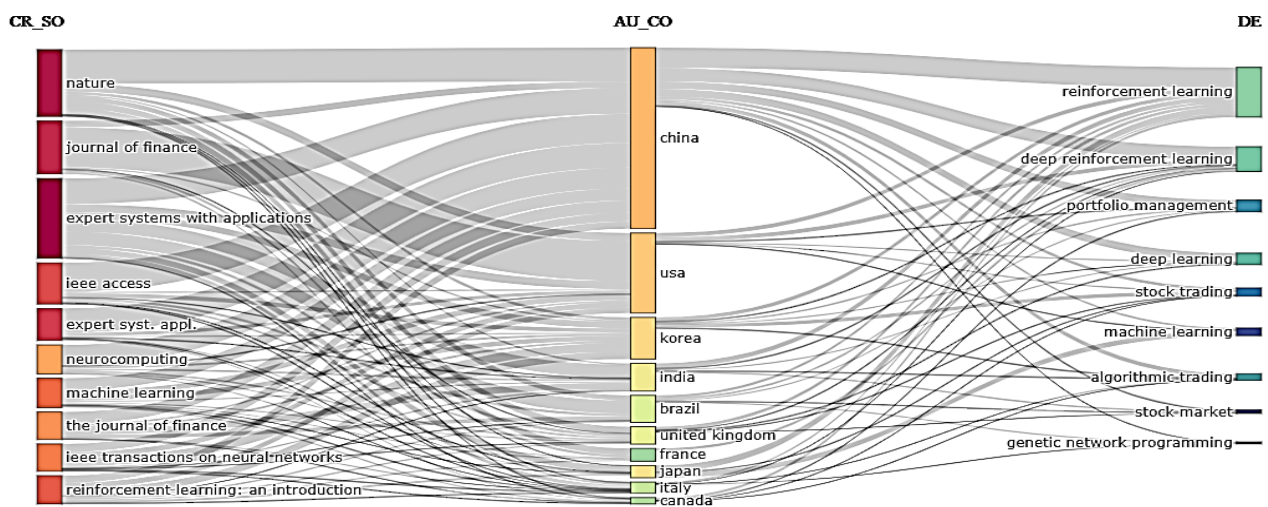 CR_SO
AU_CO
DE
nature
journal of finance
expert systems with applications
ieee access
expert syst. appl.
neurocomputing
machine learning
the journal of finance
ieee transactions on neural networks
reinforcement learning: an introduction
china
usa
korea
india
brazil
united kingdom
france
japan
italy
canada
reinforcement learning
deep reinforcement learning
portfolio management
deep learning
stock trading
machine learning
algorithmic trading
stock market
genetic network programming